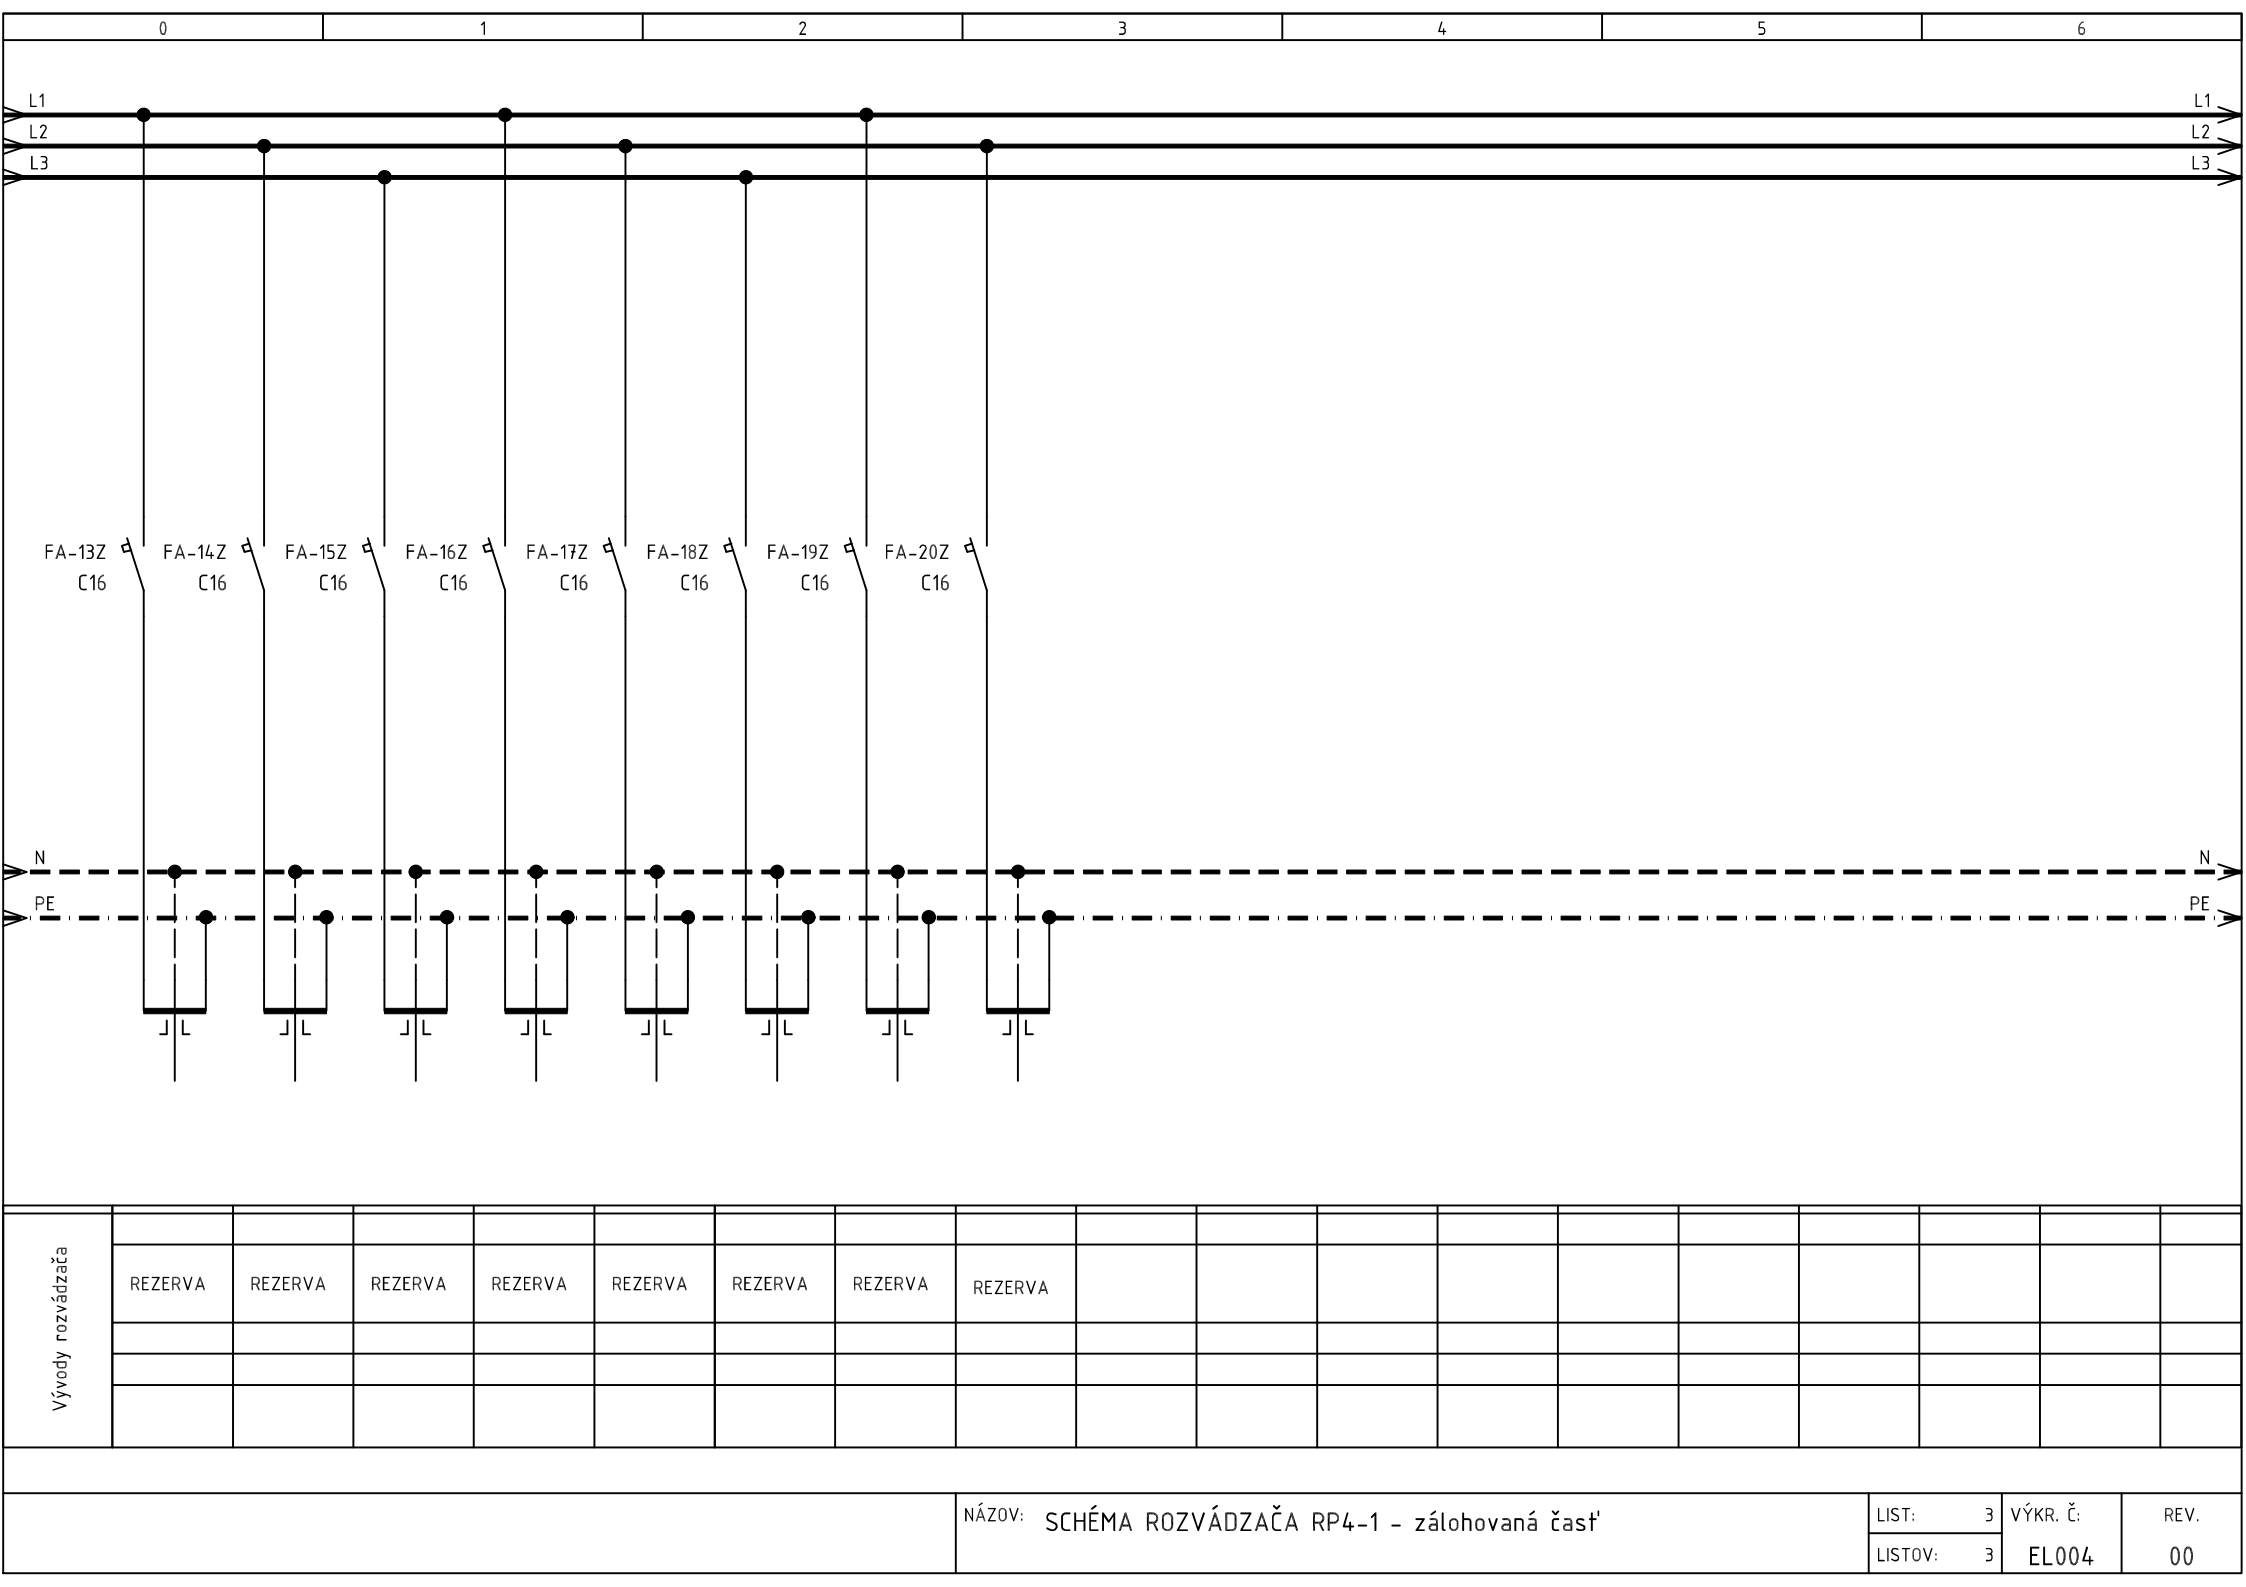 0 1 2 3 4 5 6
L1 L1
L2 L2
L3 L3
FA-13Z FA-14Z FA-15Z FA-16Z FA-17Z FA-18Z FA-19Z FA-20Z
C16 C16 C16 C16 C16 C16 C16 C16
N N
PE PE
Vývody rozvádzača
REZERVA REZERVA REZERVA REZERVA REZERVA REZERVA REZERVA REZERVA
NÁZOV: SCHÉMA ROZVÁDZAČA RP4-1 - zálohovaná časť
LIST: 3
LISTOV: 3
VÝKR. Č:
EL004
REV.
00